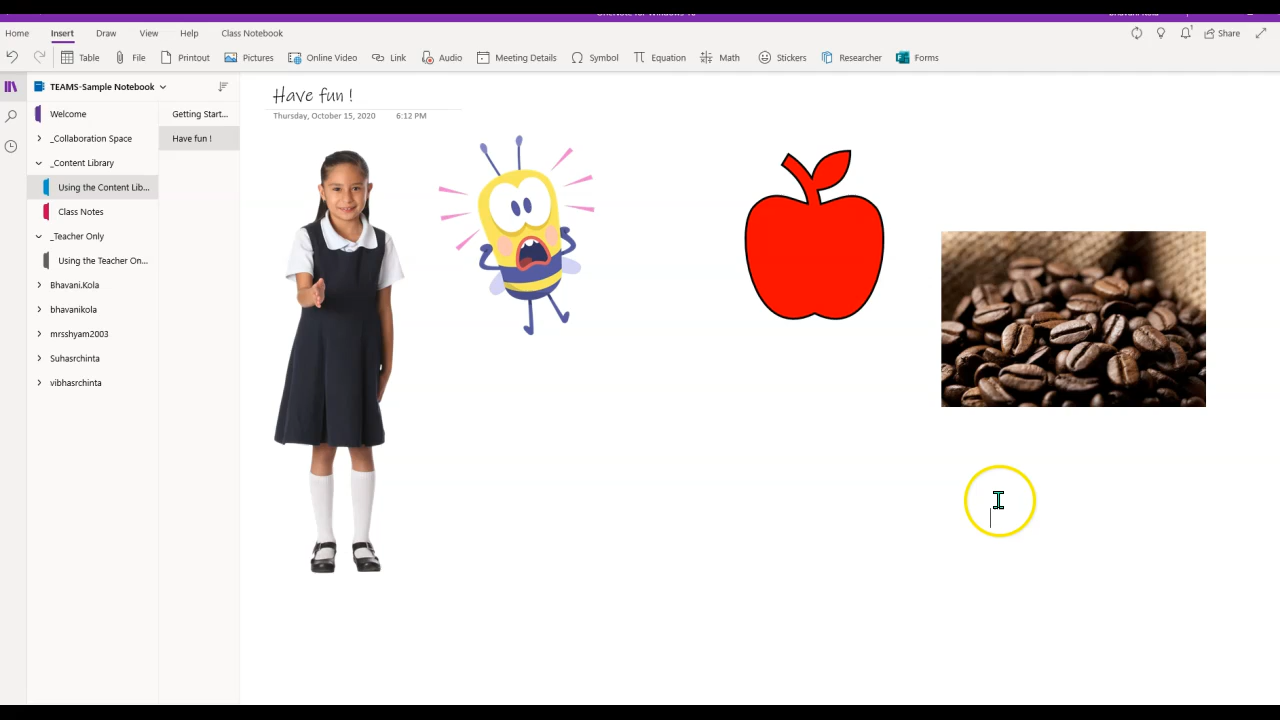 Home Insert Draw View Help Class Notebook Share
Table File Printout Pictures Online Video Link Audio Meeting Details Symbol Equation Math Stickers Researcher Forms
TEAMS-Sample Notebook
Welcome
_Collaboration Space
_Content Library
Using the Content Lib...
Class Notes
_Teacher Only
Using the Teacher On...
Bhavani.Kola
bhavanikola
mrsshyam2003
Suhasrchinta
vibhasrchinta
Getting Start...
Have fun !
Have fun !
Thursday, October 15, 2020 6:12 PM